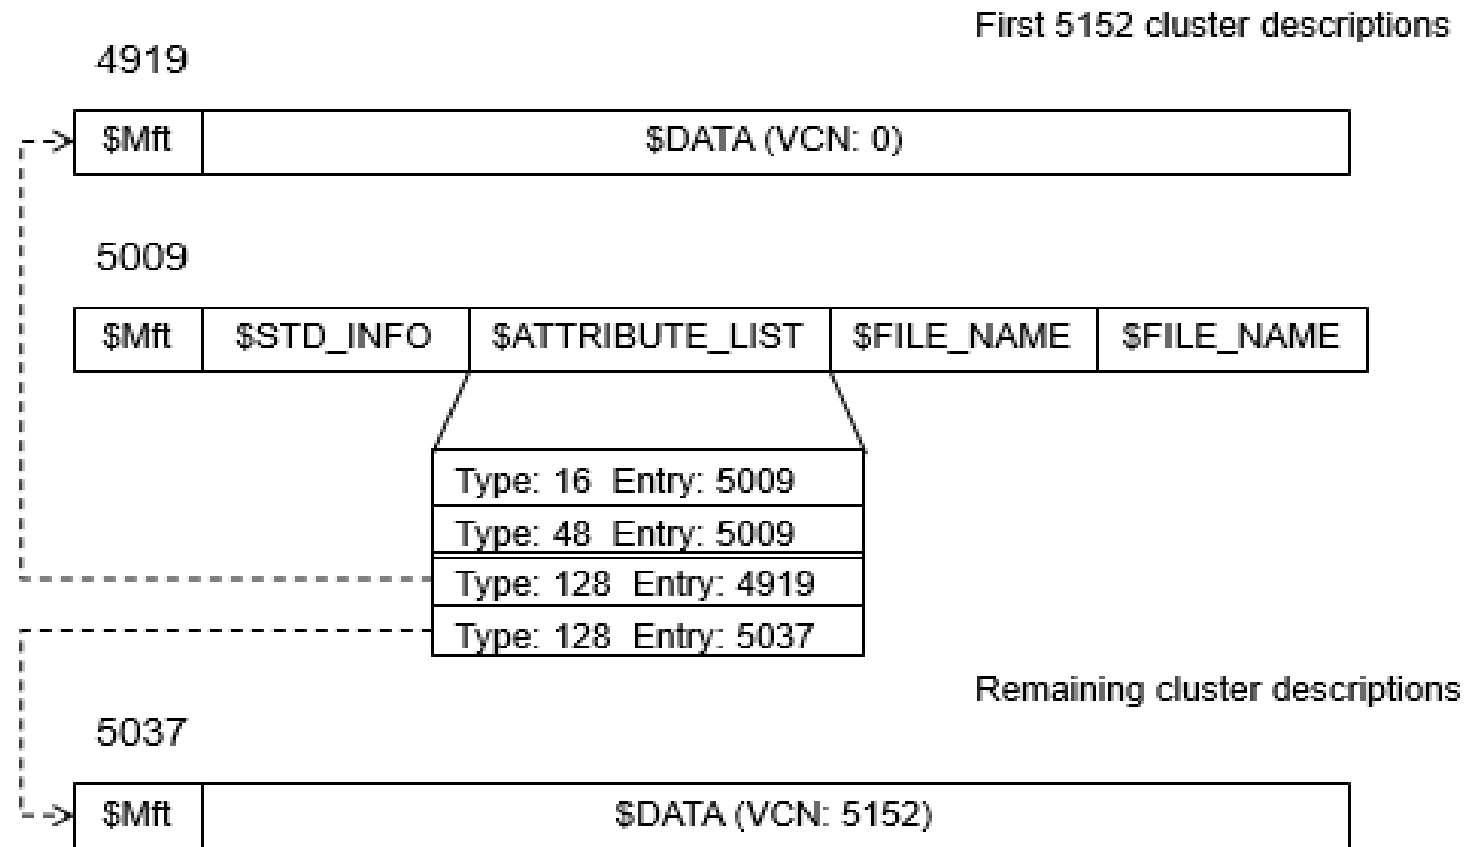 First 5152 cluster descriptions
4919
$Mft $DATA (VCN: 0)
5009
$Mft $STD_INFO $ATTRIBUTE_LIST $FILE_NAME $FILE_NAME
Type: 16 Entry: 5009
Type: 48 Entry: 5009
Type: 128 Entry: 4919
Type: 128 Entry: 5037
Remaining cluster descriptions
5037
$Mft $DATA (VCN: 5152)